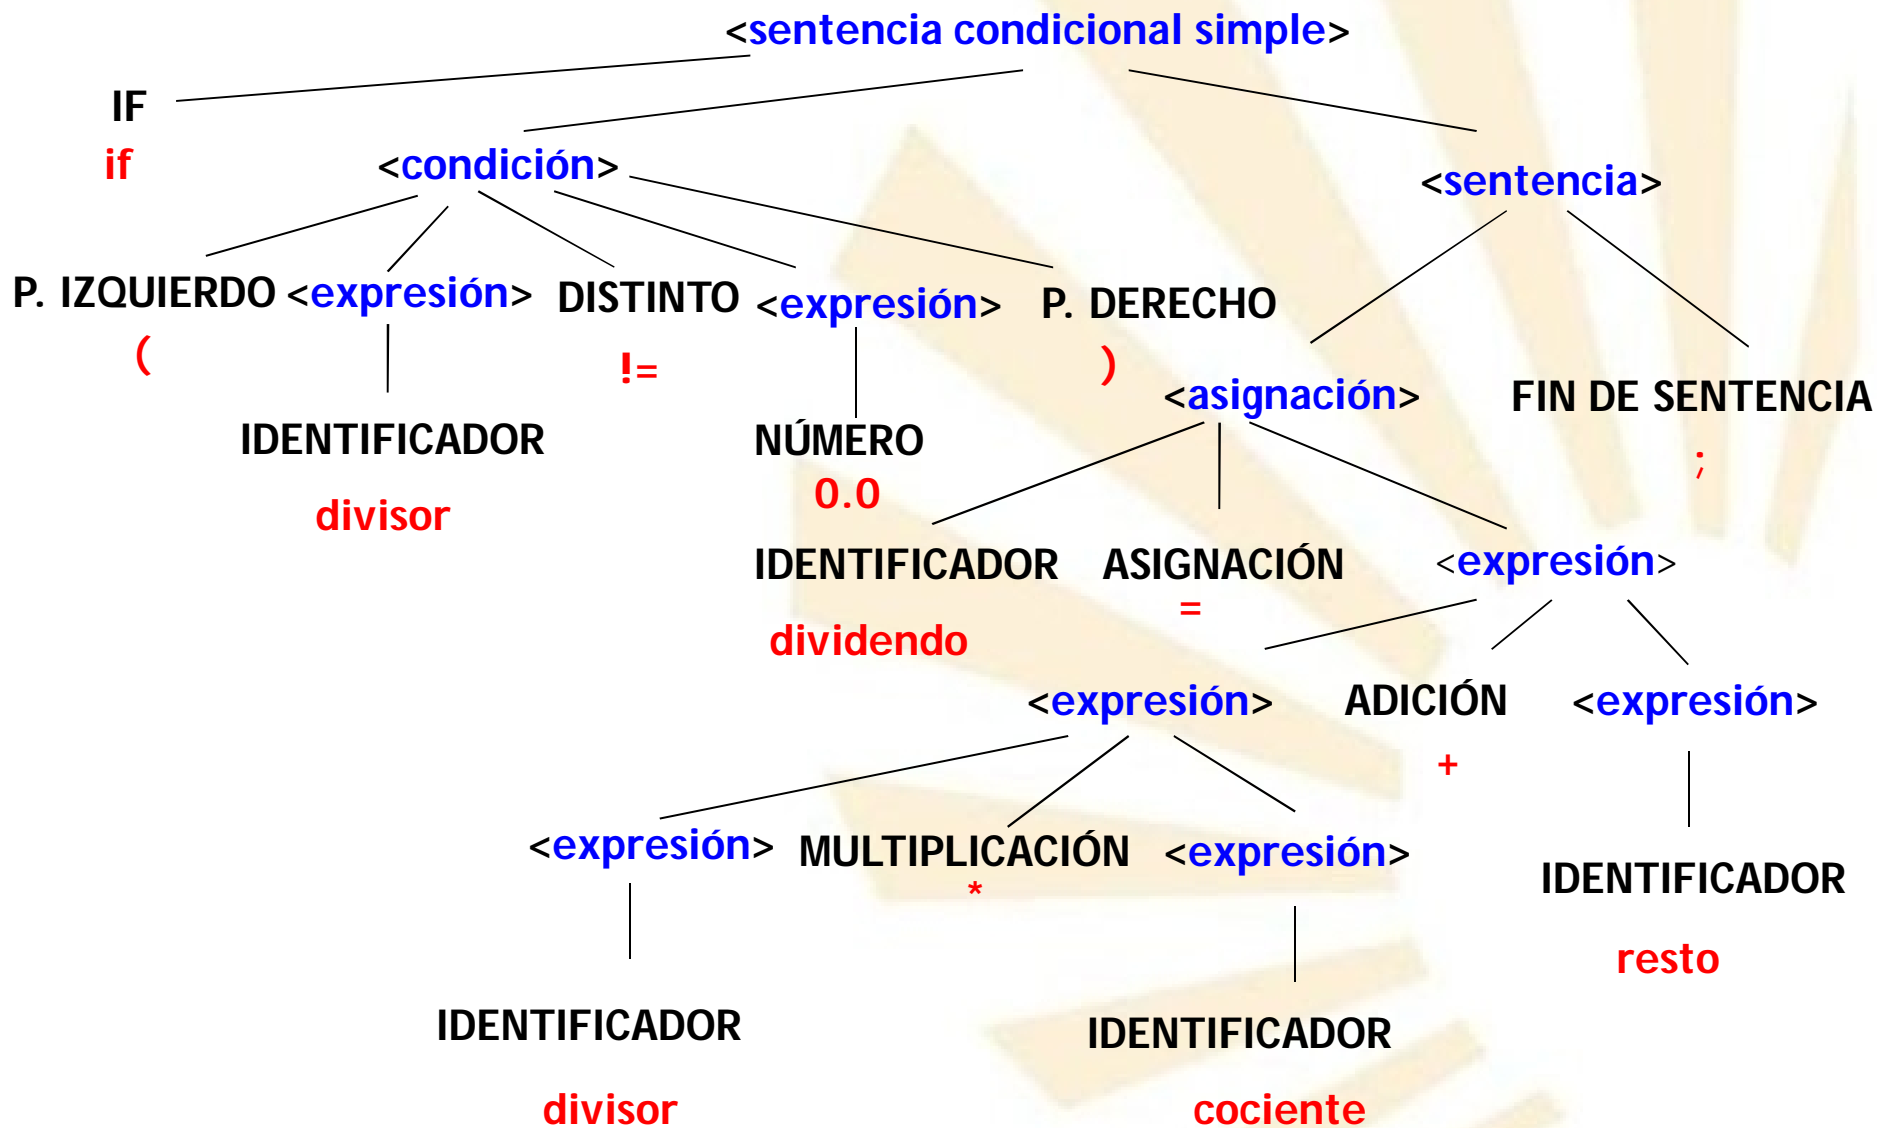 <sentencia condicional simple>
IF
if
<condición>
<sentencia>
P. IZQUIERDO <expresión> DISTINTO <expresión> P. DERECHO
( != )
<asignación> FIN DE SENTENCIA
;
IDENTIFICADOR NÚMERO
divisor 0.0
IDENTIFICADOR ASIGNACIÓN <expresión>
=
dividendo
<expresión> ADICIÓN <expresión>
+
<expresión> MULTIPLICACIÓN <expresión>
*
IDENTIFICADOR
resto
IDENTIFICADOR IDENTIFICADOR
divisor cociente